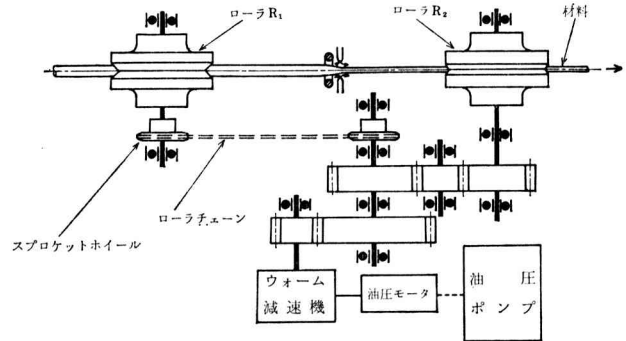 ローラR₁
ローラR₂
材料
スプロケットホイール
ローラチェーン
ウォーム
減速機
油圧モータ
油圧
ポンプ